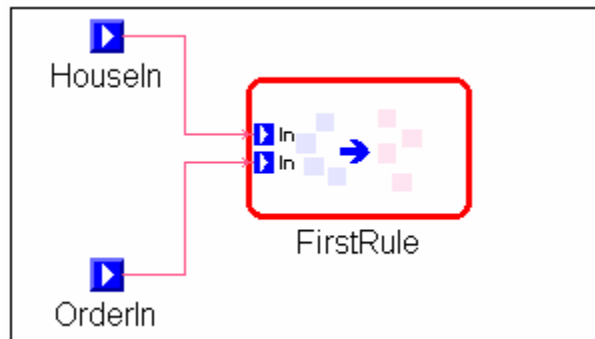 HouseIn
In
In
FirstRule
OrderIn